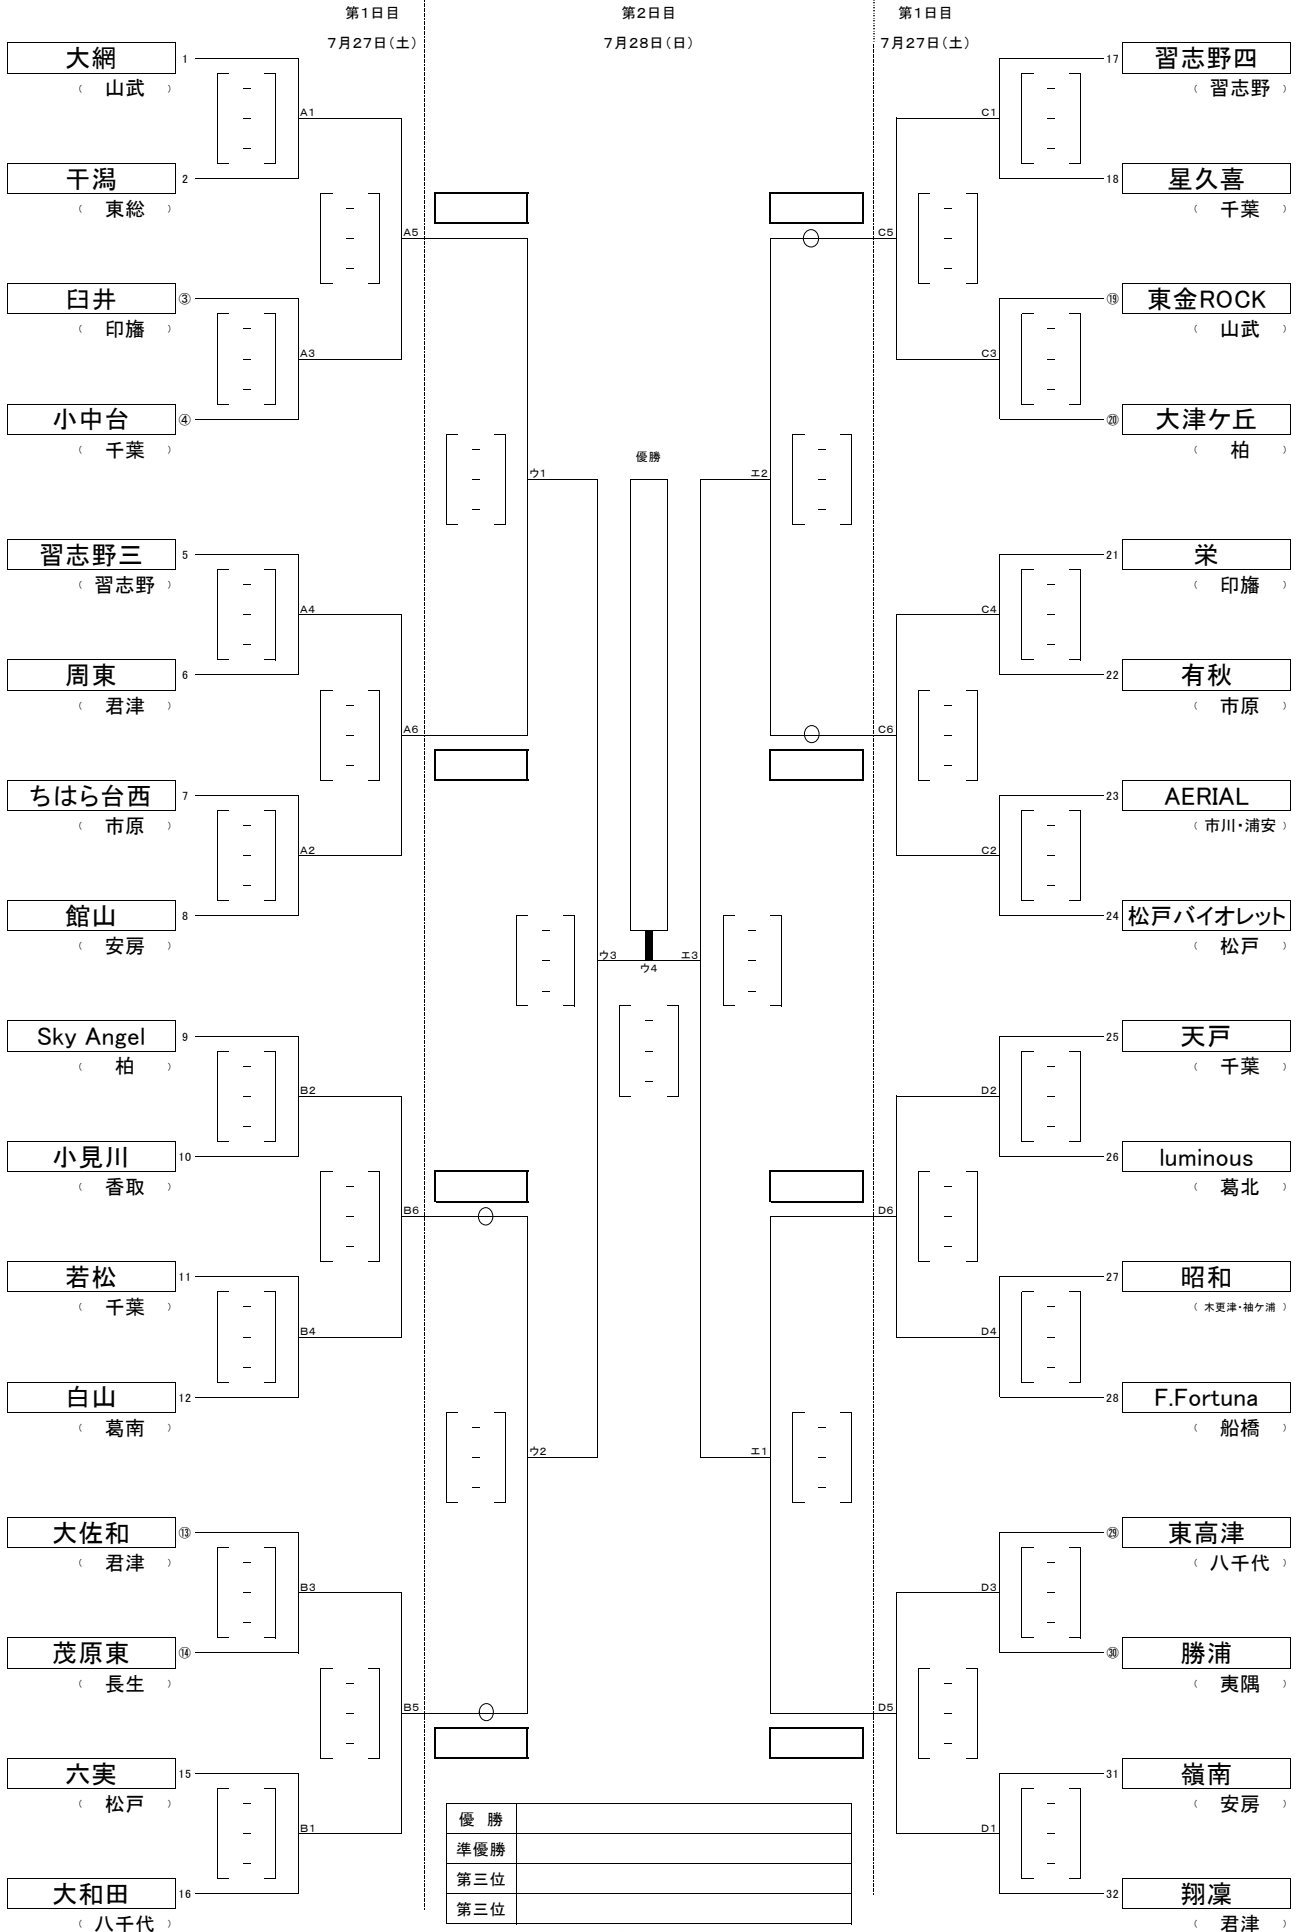 第1日目
7月27日(土)
第2日目
7月28日(日)
第1日目
7月27日(土)
大網 1
( 山武 )
A1
干潟 2
( 東総 )
A5
臼井 ③
( 印旛 )
A3
小中台 ④
( 千葉 )
ウ1
習志野三 5
( 習志野 )
A4
周東 6
( 君津 )
A6
ちはら台西 7
( 市原 )
A2
館山 8
( 安房 )
ウ3
Sky Angel 9
( 柏 )
B2
小見川 10
( 香取 )
B6
若松 11
( 千葉 )
B4
白山 12
( 葛南 )
ウ2
大佐和 ⑬
( 君津 )
B3
茂原東 ⑭
( 長生 )
B5
六実 15
( 松戸 )
B1
大和田 16
( 八千代 )
優勝
ウ4
17 習志野四
( 習志野 )
C1
18 星久喜
( 千葉 )
C5
⑲ 東金ROCK
( 山武 )
C3
⑳ 大津ケ丘
( 柏 )
エ2
21 栄
( 印旛 )
C4
22 有秋
( 市原 )
C6
23 AERIAL
( 市川・浦安 )
C2
24 松戸バイオレット
( 松戸 )
エ3
25 天戸
( 千葉 )
D2
26 luminous
( 葛北 )
D6
27 昭和
( 木更津・袖ケ浦 )
D4
28 F.Fortuna
( 船橋 )
エ1
㉙ 東高津
( 八千代 )
D3
㉚ 勝浦
( 夷隅 )
D5
31 嶺南
( 安房 )
D1
32 翔凜
( 君津 )
優 勝
準優勝
第三位
第三位